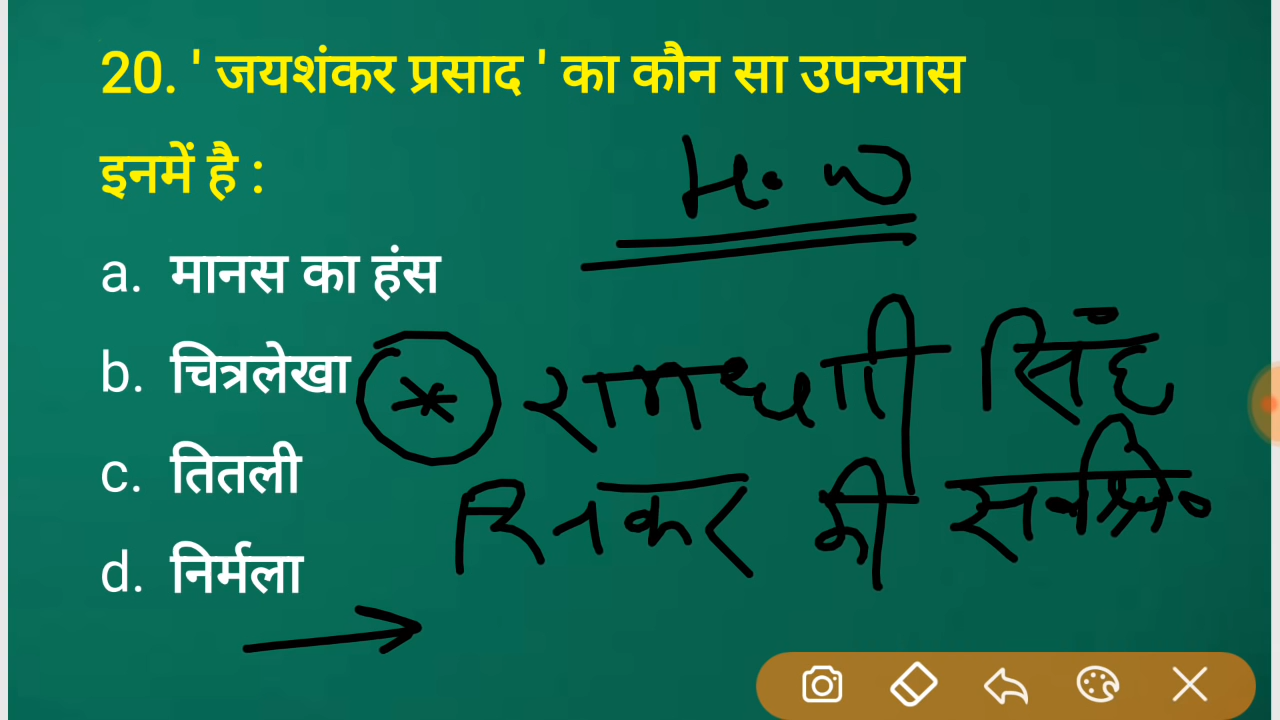 20. ' जयशंकर प्रसाद ' का कौन सा उपन्यास
इनमें है :
H. W
a. मानस का हंस
b. चित्रलेखा
* रामधारी सिंह
c. तितली
की
d. निर्मला